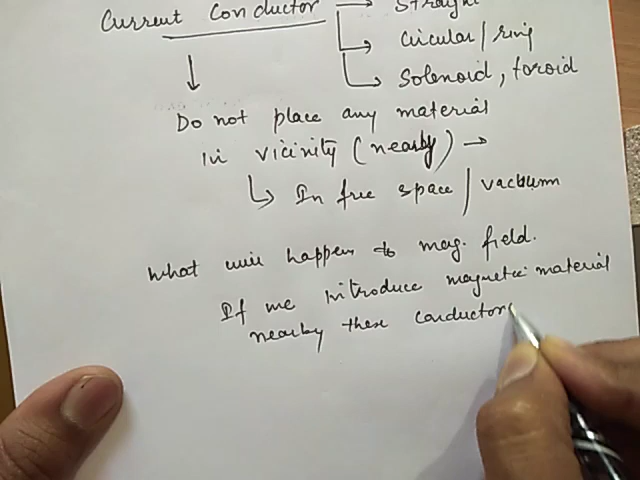 Current Conductor → Straight
→ Circular / ring
→ Solenoid, toroid
↓
Do not place any material
in vicinity (nearby) →
↳ In free space / vacuum
What will happen to mag. field.
If we introduce magnetic material
nearby these conductors